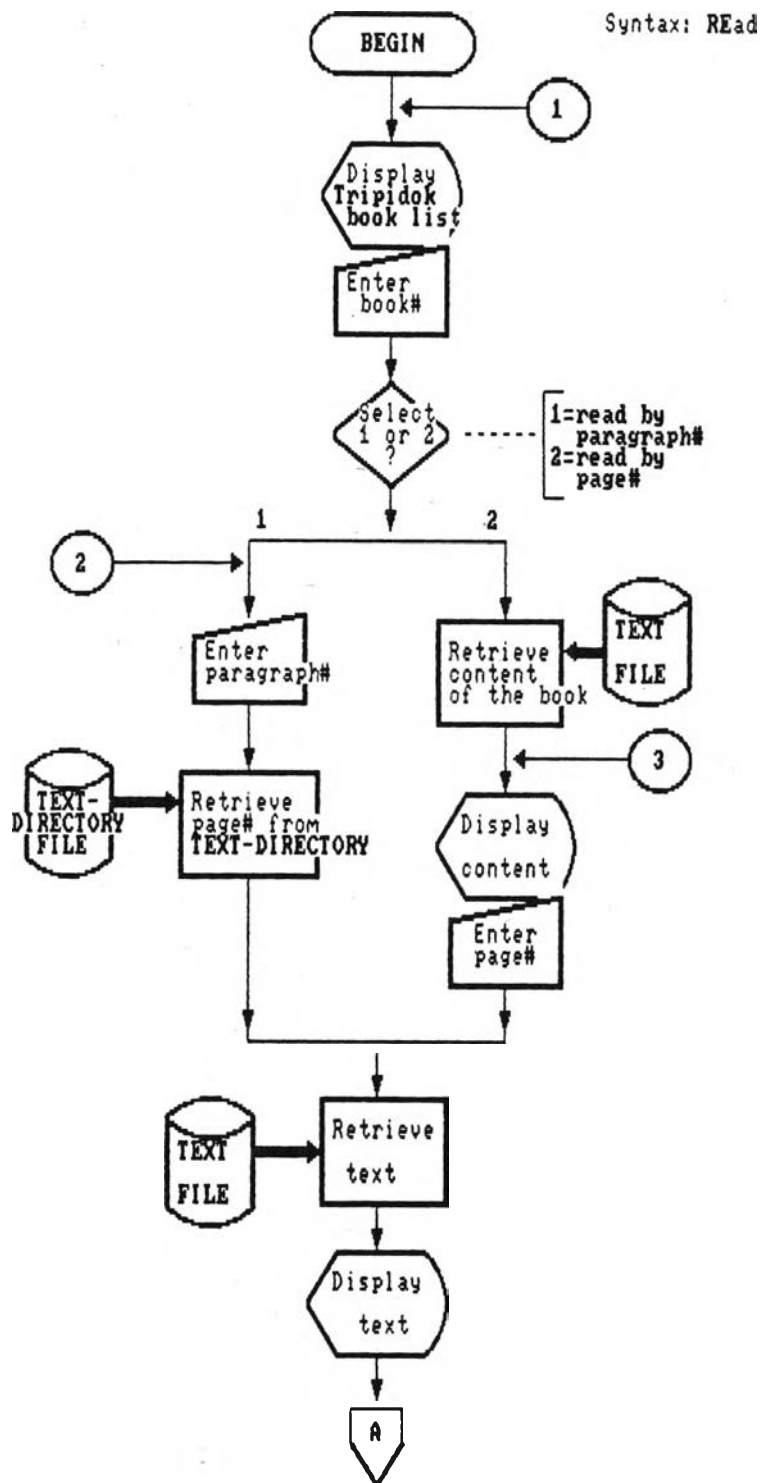 Syntax: REad
BEGIN
1
Display
Tripidok
book list
Enter
book#
Select
1 or 2
?
1=read by
paragraph#
2=read by
page#
1
2
2
Enter
paragraph#
Retrieve
content
of the book
TEXT
FILE
3
TEXT-
DIRECTORY
FILE
Retrieve
page# from
TEXT-DIRECTORY
Display
content
Enter
page#
TEXT
FILE
Retrieve
text
Display
text
A